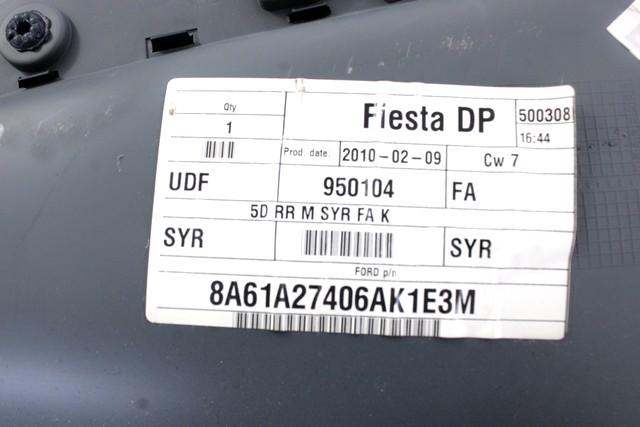 Qty
1
Fiesta DP
500308
16:44
Prod. date.
2010-02-09
Cw 7
UDF
950104
FA
5D RR M SYR FA K
SYR
SYR
FORD p/n
8A61A27406AK1E3M